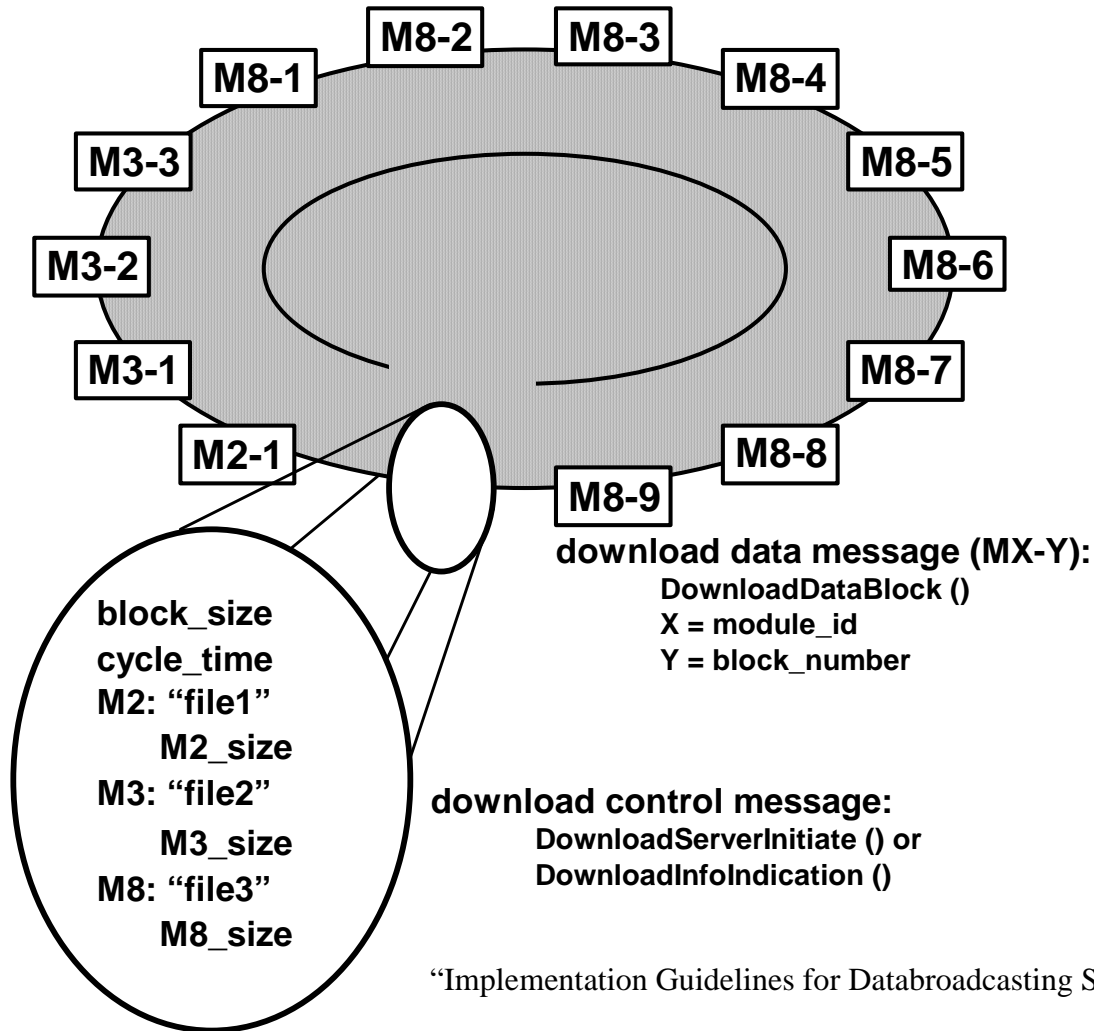 M8-2
M8-3
M8-1
M8-4
M3-3
M8-5
M3-2
M8-6
M3-1
M8-7
M2-1
M8-8
M8-9
download data message (MX-Y):
DownloadDataBlock ()
X = module_id
Y = block_number
block_size
cycle_time
M2: “file1”
M2_size
M3: “file2”
M3_size
M8: “file3”
M8_size
download control message:
DownloadServerInitiate () or
DownloadInfoIndication ()
“Implementation Guidelines for Databroadcasting S